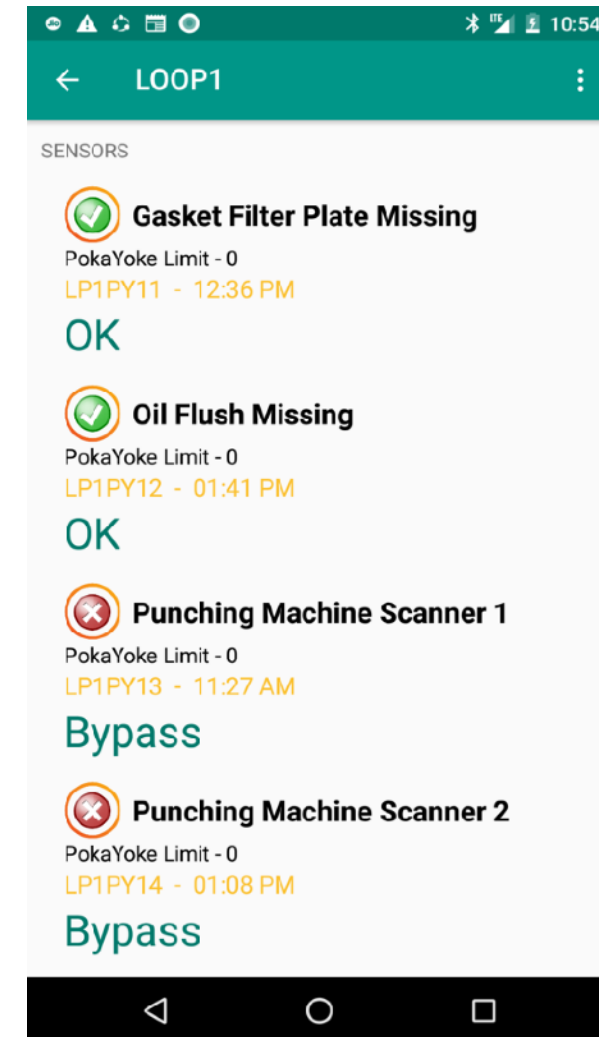 Jio LTE 10:54
← LOOP1
SENSORS
Gasket Filter Plate Missing
PokaYoke Limit - 0
LP1PY11 - 12:36 PM
OK
Oil Flush Missing
PokaYoke Limit - 0
LP1PY12 - 01:41 PM
OK
Punching Machine Scanner 1
PokaYoke Limit - 0
LP1PY13 - 11:27 AM
Bypass
Punching Machine Scanner 2
PokaYoke Limit - 0
LP1PY14 - 01:08 PM
Bypass